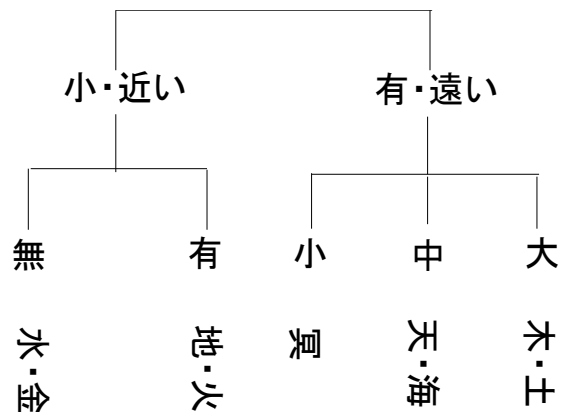 小・近い
有・遠い
無
有
小
中
大
水・金
地・火
冥
天・海
木・土